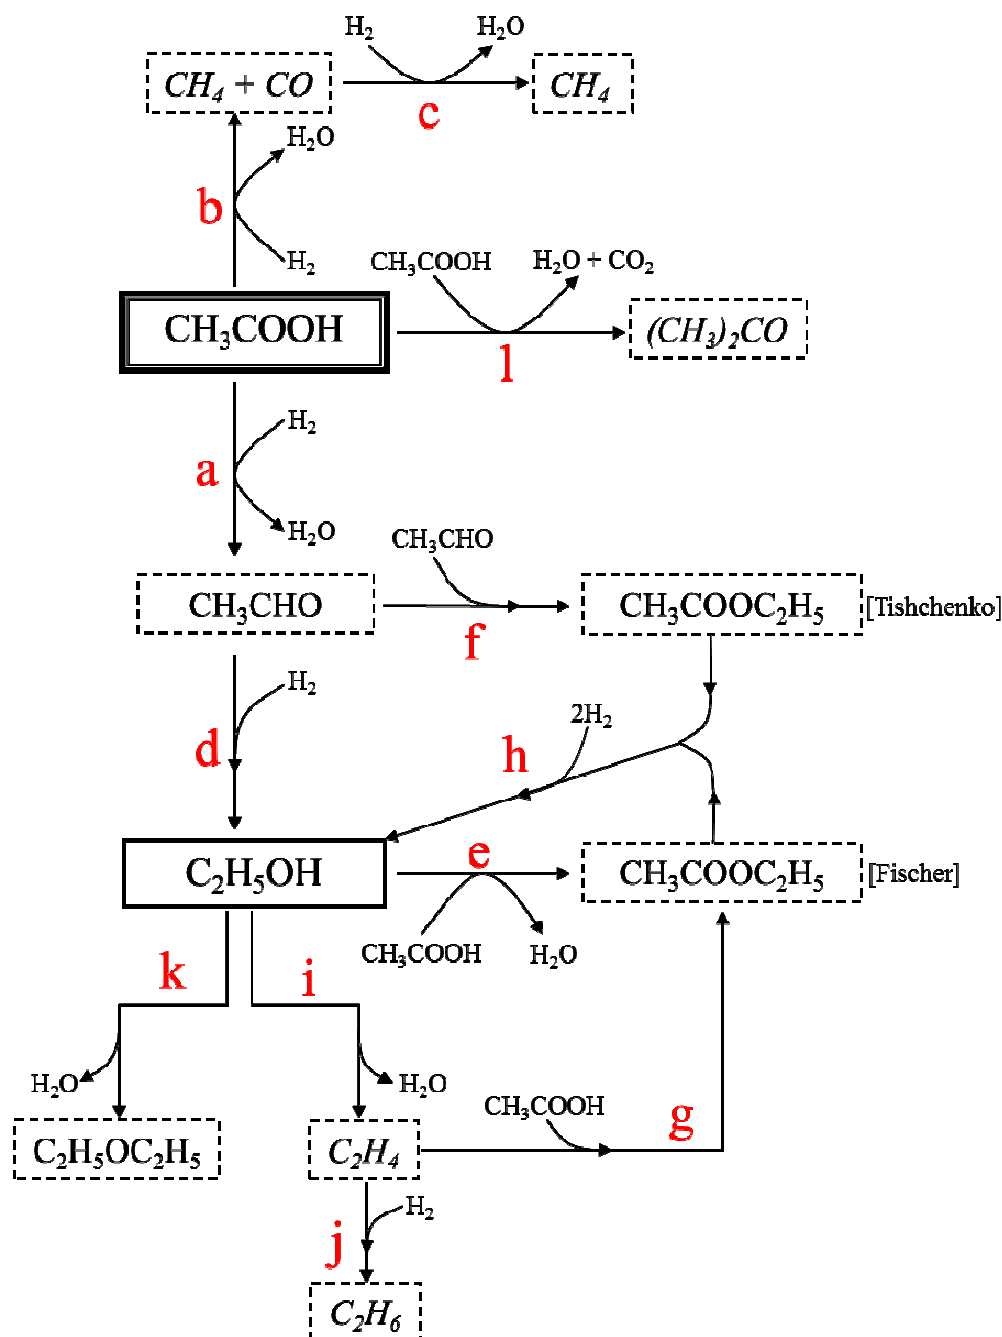 H₂
H₂O
CH₄ + CO
CH₄
c
H₂O
b
H₂
CH₃COOH
H₂O + CO₂
CH₃COOH
(CH₃)₂CO
l
H₂
a
H₂O
CH₃CHO
CH₃CHO
CH₃COOC₂H₅
[Tishchenko]
f
H₂
2H₂
d
h
e
C₂H₅OH
CH₃COOC₂H₅
[Fischer]
CH₃COOH
H₂O
k
i
H₂O
H₂O
CH₃COOH
g
C₂H₅OC₂H₅
C₂H₄
H₂
j
C₂H₆